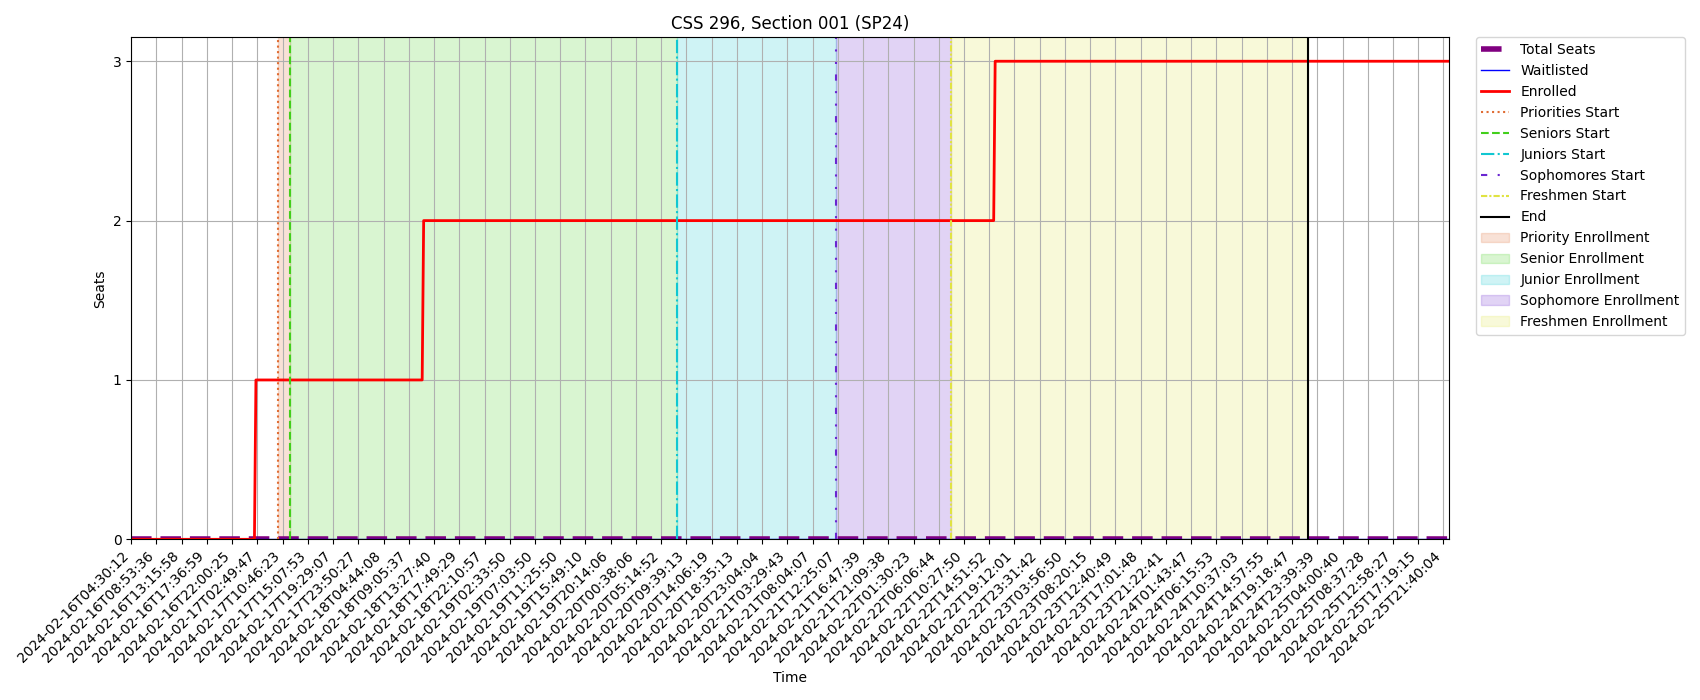 CSS 296, Section 001 (SP24)
Seats
3
2
1
0
2024-02-16T04:30:12
2024-02-16T08:53:36
2024-02-16T13:15:58
2024-02-16T17:36:59
2024-02-16T22:00:25
2024-02-17T02:49:47
2024-02-17T10:46:23
2024-02-17T15:07:53
2024-02-17T19:29:07
2024-02-17T23:50:27
2024-02-18T04:44:08
2024-02-18T09:05:37
2024-02-18T13:27:40
2024-02-18T17:49:29
2024-02-18T22:10:57
2024-02-19T02:33:50
2024-02-19T07:03:50
2024-02-19T11:25:50
2024-02-19T15:49:10
2024-02-19T20:14:06
2024-02-20T00:38:06
2024-02-20T05:14:52
2024-02-20T09:39:13
2024-02-20T14:06:19
2024-02-20T18:35:13
2024-02-20T23:04:04
2024-02-21T03:29:43
2024-02-21T08:04:07
2024-02-21T12:25:07
2024-02-21T16:47:39
2024-02-21T21:09:38
2024-02-22T01:30:23
2024-02-22T06:06:44
2024-02-22T10:27:50
2024-02-22T14:51:52
2024-02-22T19:12:01
2024-02-22T23:31:42
2024-02-23T03:56:50
2024-02-23T08:20:15
2024-02-23T12:40:49
2024-02-23T17:01:48
2024-02-23T21:22:41
2024-02-24T01:43:47
2024-02-24T06:15:53
2024-02-24T10:37:03
2024-02-24T14:57:55
2024-02-24T19:18:47
2024-02-24T23:39:39
2024-02-25T04:00:40
2024-02-25T08:37:28
2024-02-25T12:58:27
2024-02-25T17:19:15
2024-02-25T21:40:04
Time
Total Seats
Waitlisted
Enrolled
Priorities Start
Seniors Start
Juniors Start
Sophomores Start
Freshmen Start
End
Priority Enrollment
Senior Enrollment
Junior Enrollment
Sophomore Enrollment
Freshmen Enrollment